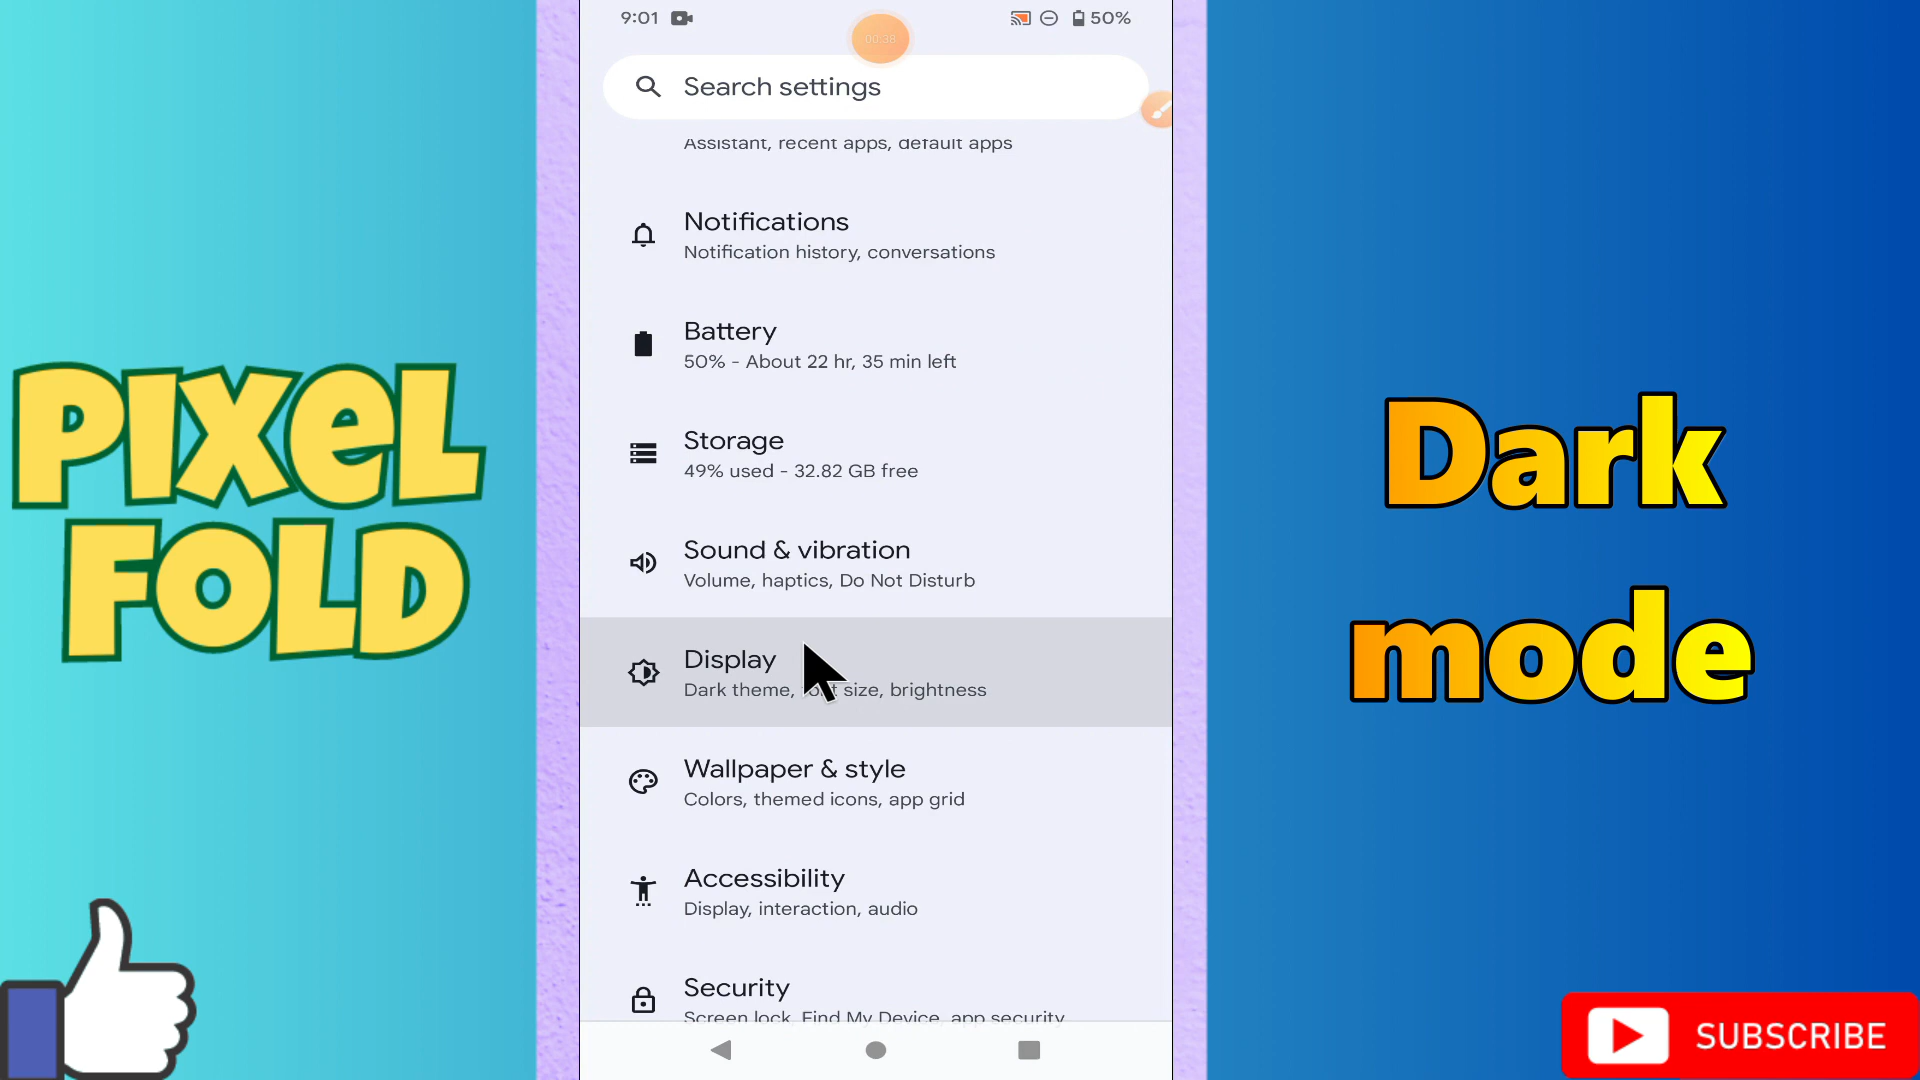 9:01
50%
00:38
Search settings
Assistant, recent apps, default apps
Notifications
Notification history, conversations
Battery
50% - About 22 hr, 35 min left
Storage
49% used - 32.82 GB free
Sound & vibration
Volume, haptics, Do Not Disturb
Display
Dark theme, font size, brightness
Wallpaper & style
Colors, themed icons, app grid
Accessibility
Display, interaction, audio
Security
Screen lock, Find My Device, app security
PIXEL
FOLD
Dark
mode
SUBSCRIBE